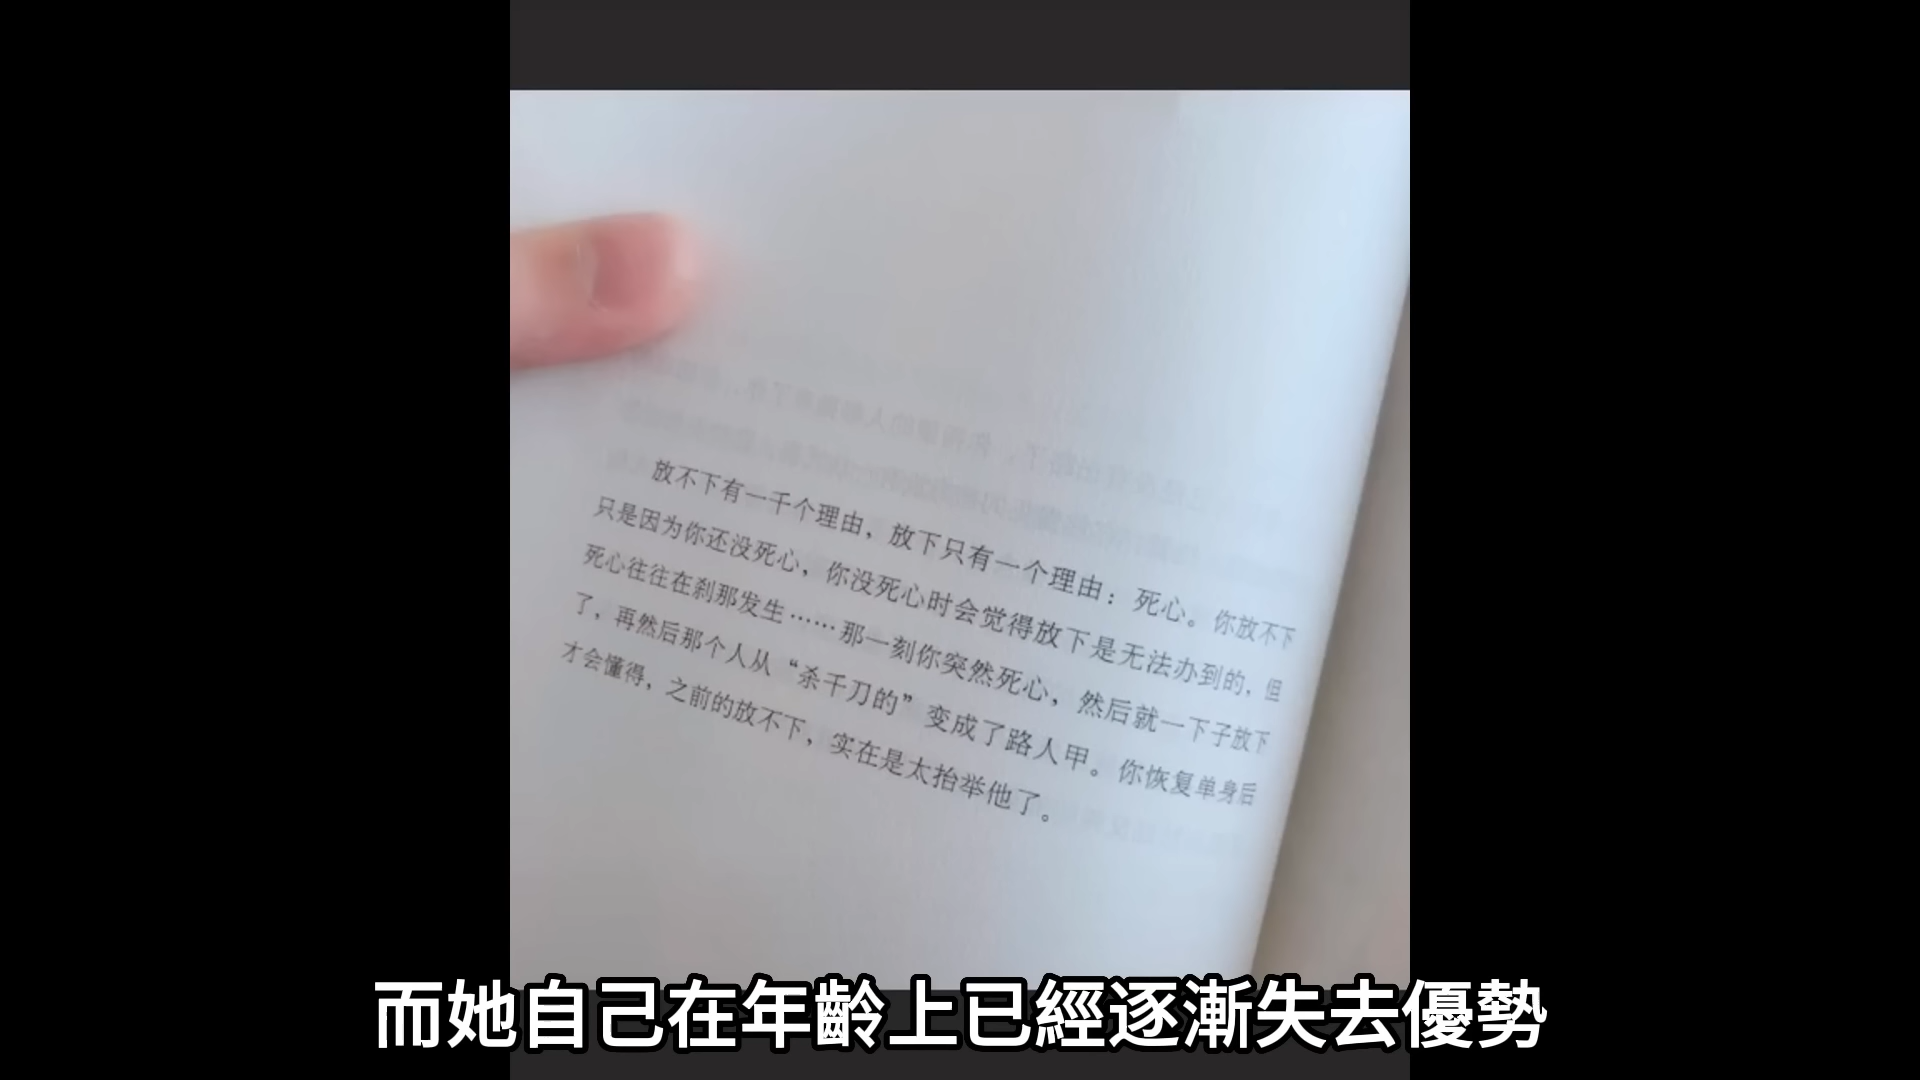 放不下有一千个理由，放下只有一个理由：死心。你放不下
只是因为你还没死心，你没死心时会觉得放下是无法办到的，但
死心往往在刹那发生……那一刻你突然死心，然后就一下子放下
了，再然后那个人从“杀千刀的”变成了路人甲。你恢复单身后
才会懂得，之前的放不下，实在是太抬举他了。
而她自己在年齡上已經逐漸失去優勢